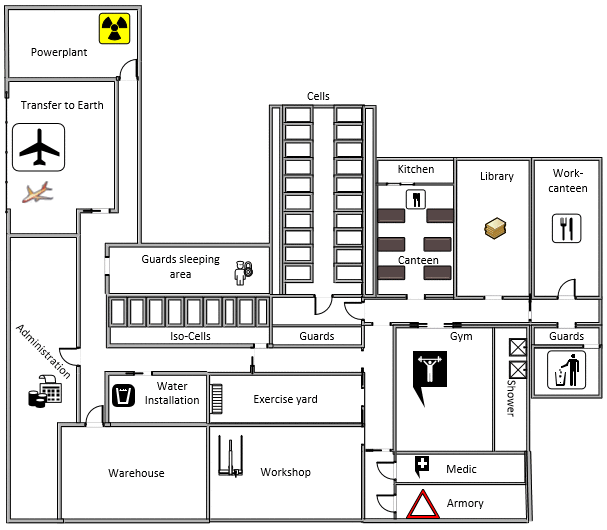 Powerplant
Transfer to Earth
Cells
Kitchen
Library
Work-
canteen
Canteen
Guards sleeping
area
Iso-Cells
Guards
Gym
Guards
Administration
Water
Installation
Exercise yard
Shower
Warehouse
Workshop
Medic
Armory